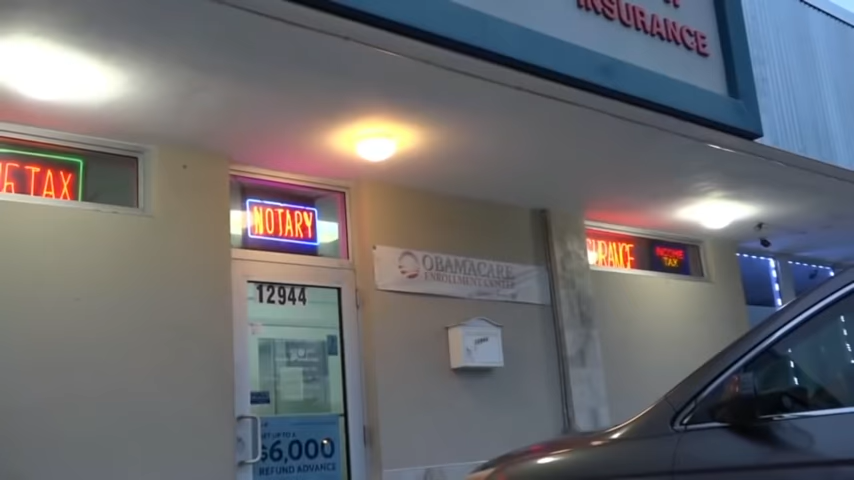 INSURANCE
TAX
NOTARY
12944
OBAMACARE
ENROLLMENT CENTER
URANCE
INCOME
TAX
UP TO A
$6,000
REFUND ADVANCE